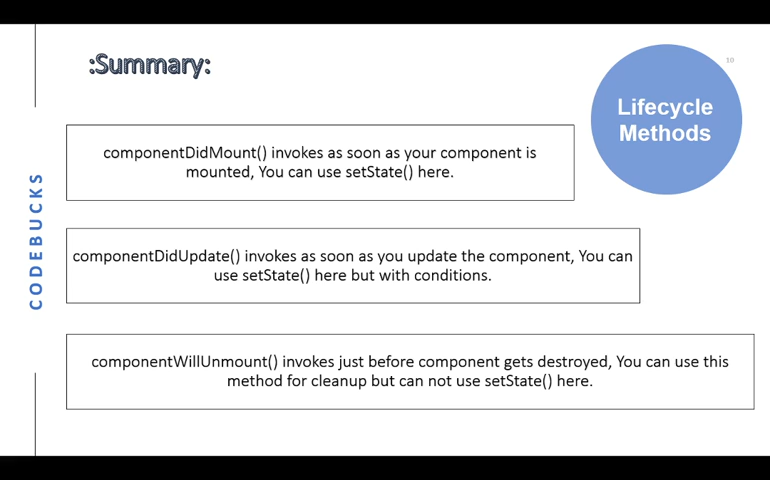 :Summary:
10
Lifecycle
Methods
componentDidMount() invokes as soon as your component is
mounted, You can use setState() here.
componentDidUpdate() invokes as soon as you update the component, You can
use setState() here but with conditions.
componentWillUnmount() invokes just before component gets destroyed, You can use this
method for cleanup but can not use setState() here.
CODEBUCKS